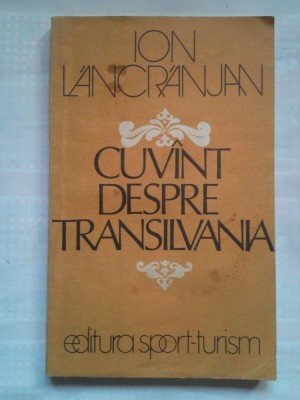 ION
LĂNCRĂNJAN
CUVÎNT
DESPRE
TRANSILVANIA
editura sport-turism